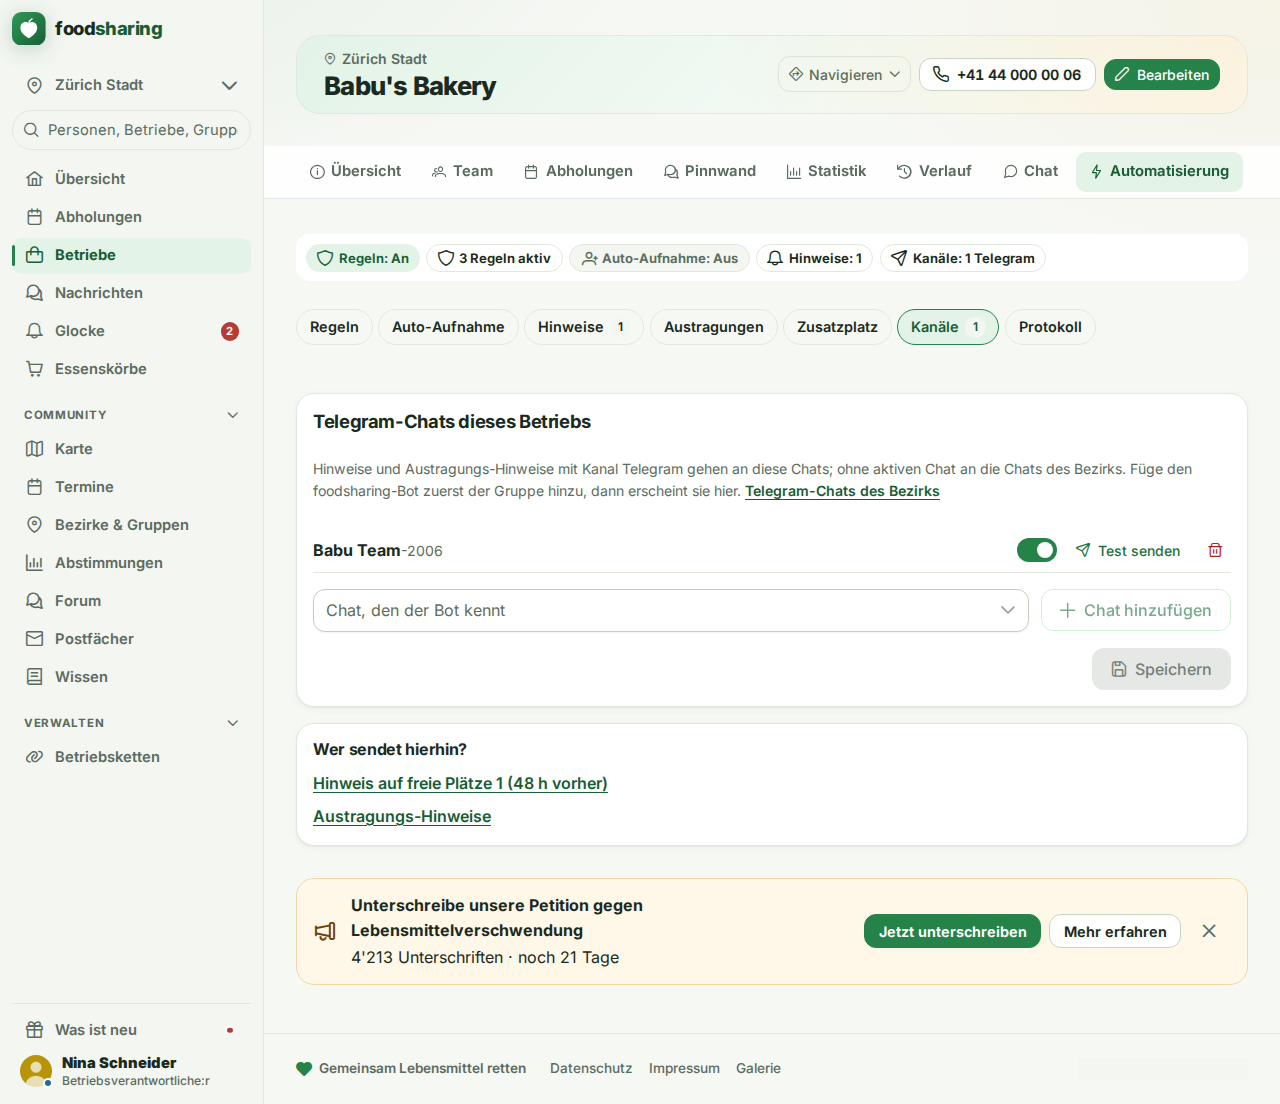 foodsharing
Zürich Stadt
Personen, Betriebe, Grupp
Übersicht
Abholungen
Betriebe
Nachrichten
Glocke 2
Essenskörbe
COMMUNITY
Karte
Termine
Bezirke & Gruppen
Abstimmungen
Forum
Postfächer
Wissen
VERWALTEN
Betriebsketten
Was ist neu
Nina Schneider
Betriebsverantwortliche:r
Zürich Stadt
Babu's Bakery
Navigieren
+41 44 000 00 06
Bearbeiten
Übersicht Team Abholungen Pinnwand Statistik Verlauf Chat Automatisierung
Regeln: An 3 Regeln aktiv Auto-Aufnahme: Aus Hinweise: 1 Kanäle: 1 Telegram
Regeln Auto-Aufnahme Hinweise 1 Austragungen Zusatzplatz Kanäle 1 Protokoll
Telegram-Chats dieses Betriebs
Hinweise und Austragungs-Hinweise mit Kanal Telegram gehen an diese Chats; ohne aktiven Chat an die Chats des Bezirks. Füge den
foodsharing-Bot zuerst der Gruppe hinzu, dann erscheint sie hier. Telegram-Chats des Bezirks
Babu Team-2006
Test senden
Chat, den der Bot kennt
Chat hinzufügen
Speichern
Wer sendet hierhin?
Hinweis auf freie Plätze 1 (48 h vorher)
Austragungs-Hinweise
Unterschreibe unsere Petition gegen
Lebensmittelverschwendung
4'213 Unterschriften · noch 21 Tage
Jetzt unterschreiben
Mehr erfahren
Gemeinsam Lebensmittel retten Datenschutz Impressum Galerie